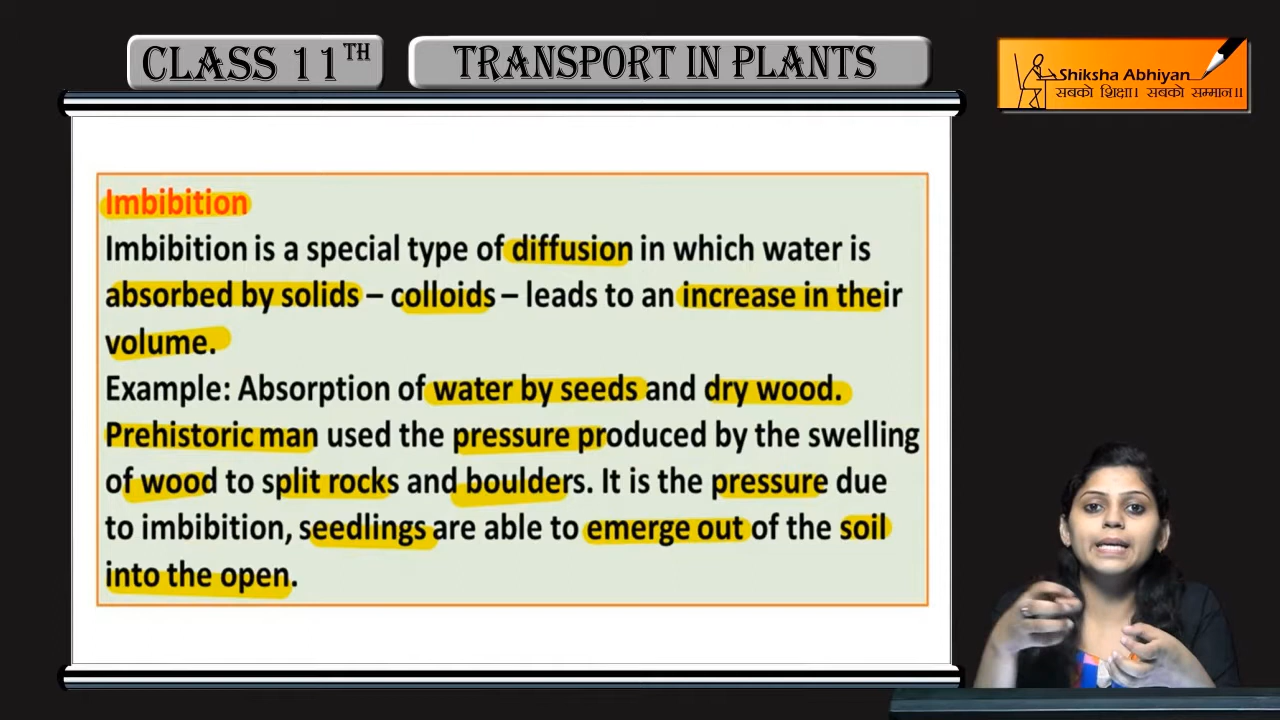 CLASS 11TH
TRANSPORT IN PLANTS
Shiksha Abhiyan
सबको शिक्षा। सबको सम्मान।।
Imbibition
Imbibition is a special type of diffusion in which water is
absorbed by solids – colloids – leads to an increase in their
volume.
Example: Absorption of water by seeds and dry wood.
Prehistoric man used the pressure produced by the swelling
of wood to split rocks and boulders. It is the pressure due
to imbibition, seedlings are able to emerge out of the soil
into the open.